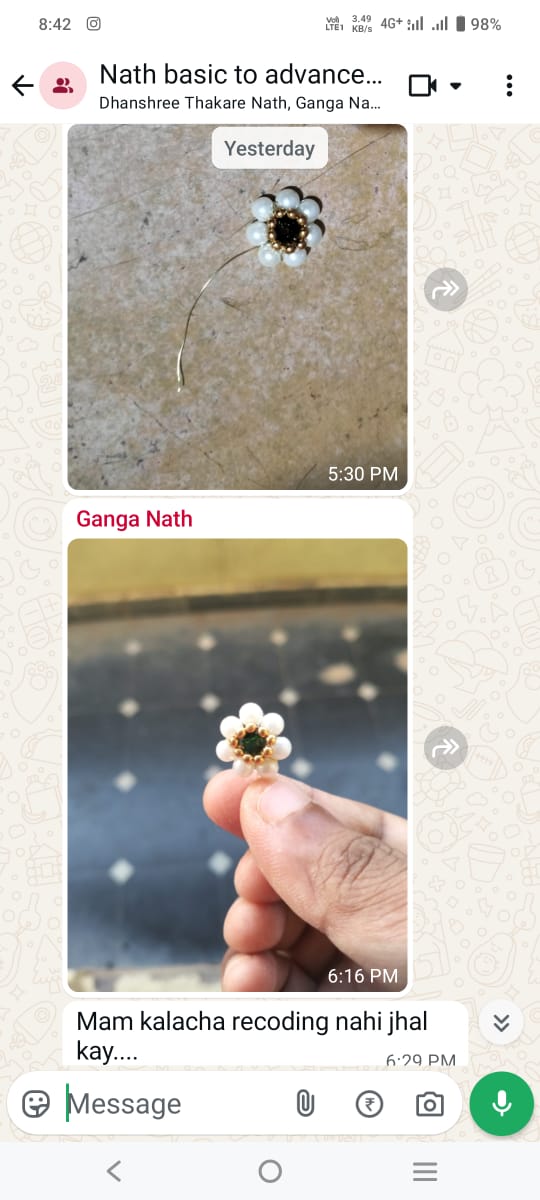 8:42
Vo) LTE1 3.49 KB/s 4G+ 98%
Nath basic to advance...
Dhanshree Thakare Nath, Ganga Na...
Yesterday
5:30 PM
Ganga Nath
6:16 PM
Mam kalacha recoding nahi jhal
kay....
6:29 PM
Message